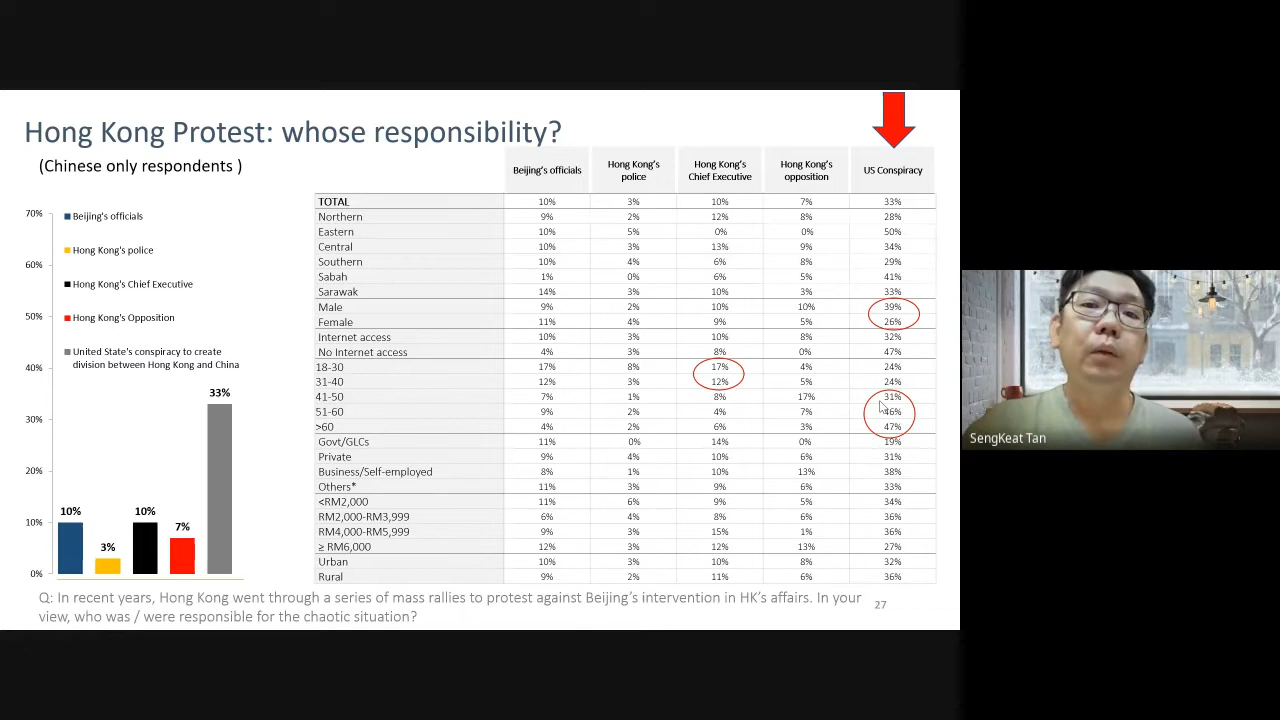 Hong Kong Protest: whose responsibility?
(Chinese only respondents )
70%
60%
50%
40%
30%
20%
10%
0%
Beijing's officials
Hong Kong's police
Hong Kong's Chief Executive
Hong Kong's Opposition
United State's conspiracy to create
division between Hong Kong and China
10%
3%
10%
7%
33%
Beijing's officials Hong Kong's police Hong Kong's Chief Executive Hong Kong's opposition US Conspiracy
TOTAL 10% 3% 10% 7% 33%
Northern 9% 2% 12% 8% 28%
Eastern 10% 5% 0% 0% 50%
Central 10% 3% 13% 9% 34%
Southern 10% 4% 6% 8% 29%
Sabah 1% 0% 6% 5% 41%
Sarawak 14% 3% 10% 3% 33%
Male 9% 2% 10% 10% 39%
Female 11% 4% 9% 5% 26%
Internet access 10% 3% 10% 8% 32%
No Internet access 4% 3% 8% 0% 47%
18-30 17% 8% 17% 4% 24%
31-40 12% 3% 12% 5% 24%
41-50 7% 1% 8% 17% 31%
51-60 9% 2% 4% 7% 46%
>60 4% 2% 6% 3% 47%
Govt/GLCs 11% 0% 14% 0% 19%
Private 9% 4% 10% 6% 31%
Business/Self-employed 8% 1% 10% 13% 38%
Others* 11% 3% 9% 6% 33%
<RM2,000 11% 6% 9% 5% 34%
RM2,000-RM3,999 6% 4% 8% 6% 36%
RM4,000-RM5,999 9% 3% 15% 1% 36%
≥ RM6,000 12% 3% 12% 13% 27%
Urban 10% 3% 10% 8% 32%
Rural 9% 2% 11% 6% 36%
Q: In recent years, Hong Kong went through a series of mass rallies to protest against Beijing's intervention in HK's affairs. In your
view, who was / were responsible for the chaotic situation?
27
SengKeat Tan